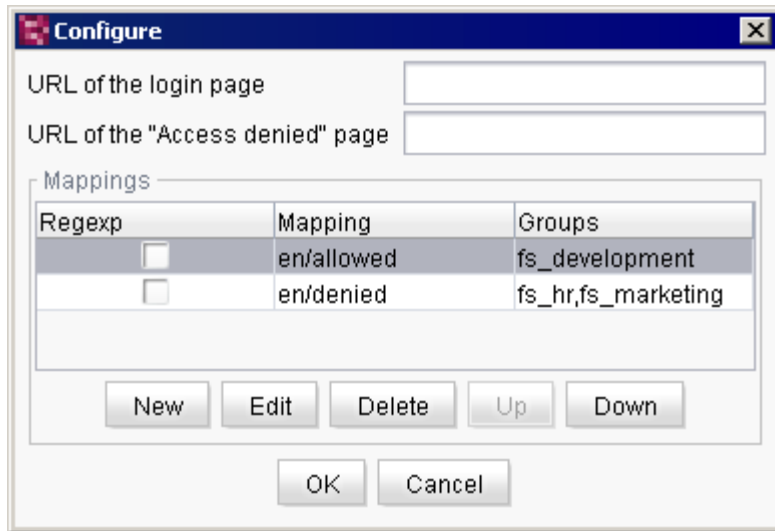 Configure
URL of the login page
URL of the "Access denied" page
Mappings
Regexp Mapping Groups
en/allowed fs_development
en/denied fs_hr,fs_marketing
New Edit Delete Up Down
OK Cancel